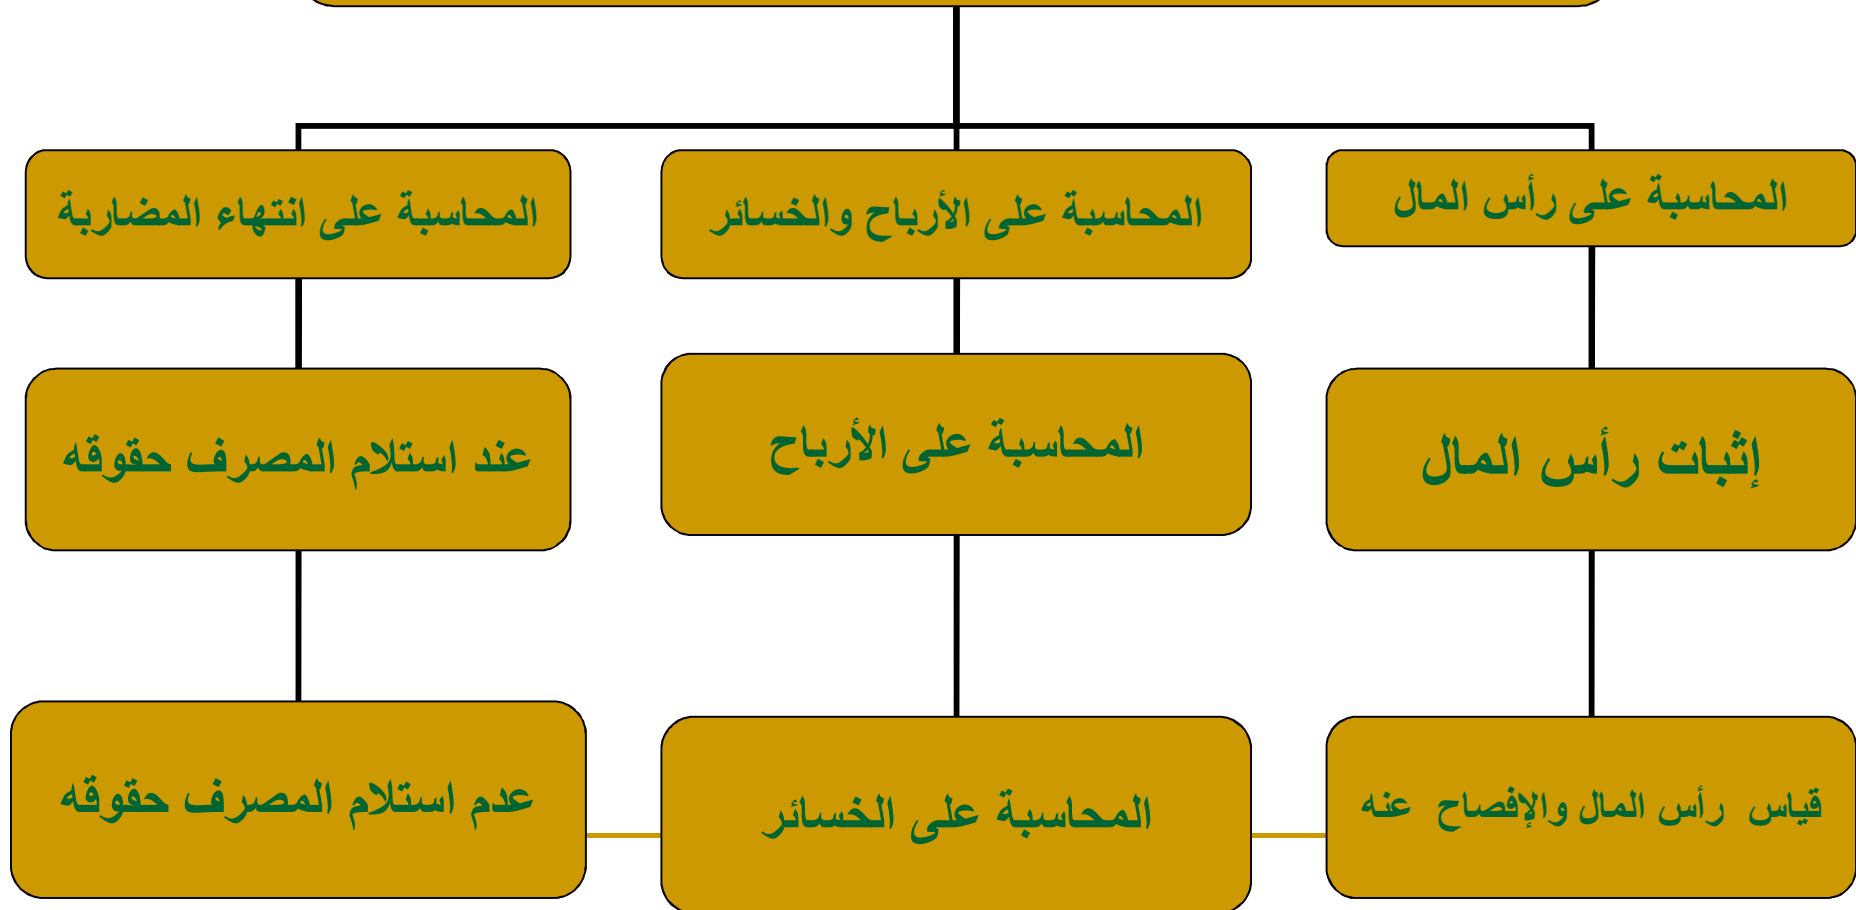 المحاسبة على رأس المال
المحاسبة على الأرباح والخسائر
المحاسبة على انتهاء المضاربة
إثبات رأس المال
المحاسبة على الأرباح
عند استلام المصرف حقوقه
قياس رأس المال والإفصاح عنه
المحاسبة على الخسائر
عدم استلام المصرف حقوقه